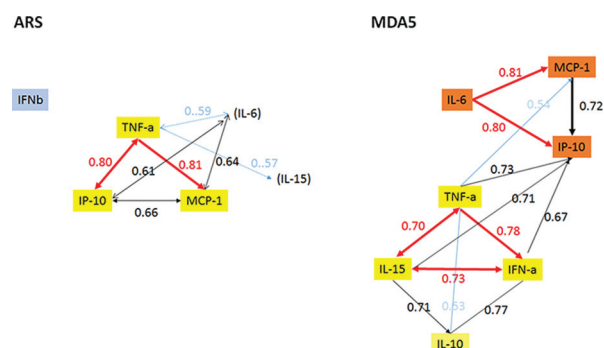 ARS
MDA5
MCP-1
0.81
IFNb
IL-6
0..59
(IL-6)
0.54
0.72
TNF-a
0.80
IP-10
0..57
0.80
0.61
0.81
0.64
0.73
(IL-15)
TNF-a
0.71
IP-10
MCP-1
0.66
0.67
0.70
0.78
IL-15
IFN-a
0.73
0.71
0.53
0.77
IL-10